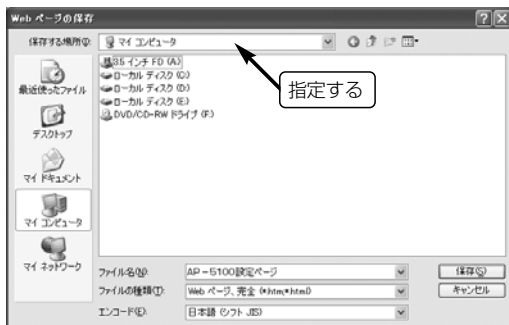 Web ページの保存
保存する場所(I):
マイ コンピュータ
3.5 インチ FD (A:)
ローカル ディスク (C:)
ローカル ディスク (D:)
ローカル ディスク (E:)
DVD/CD-RW ドライブ (F:)
指定する
最近使ったファイル
デスクトップ
マイ ドキュメント
マイ コンピュータ
マイ ネットワーク
ファイル名(N):
AP-5100設定ページ
保存(S)
ファイルの種類(T):
Web ページ、完全 (*.htm;*.html)
キャンセル
エンコード(E):
日本語 (シフト JIS)